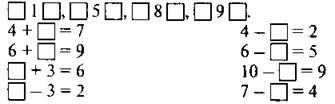 □ 1 □, □ 5 □, □ 8 □, □ 9 □.
4 + □ = 7
6 + □ = 9
□ + 3 = 6
□ − 3 = 2
4 − □ = 2
6 − □ = 5
10 − □ = 9
7 − □ = 4